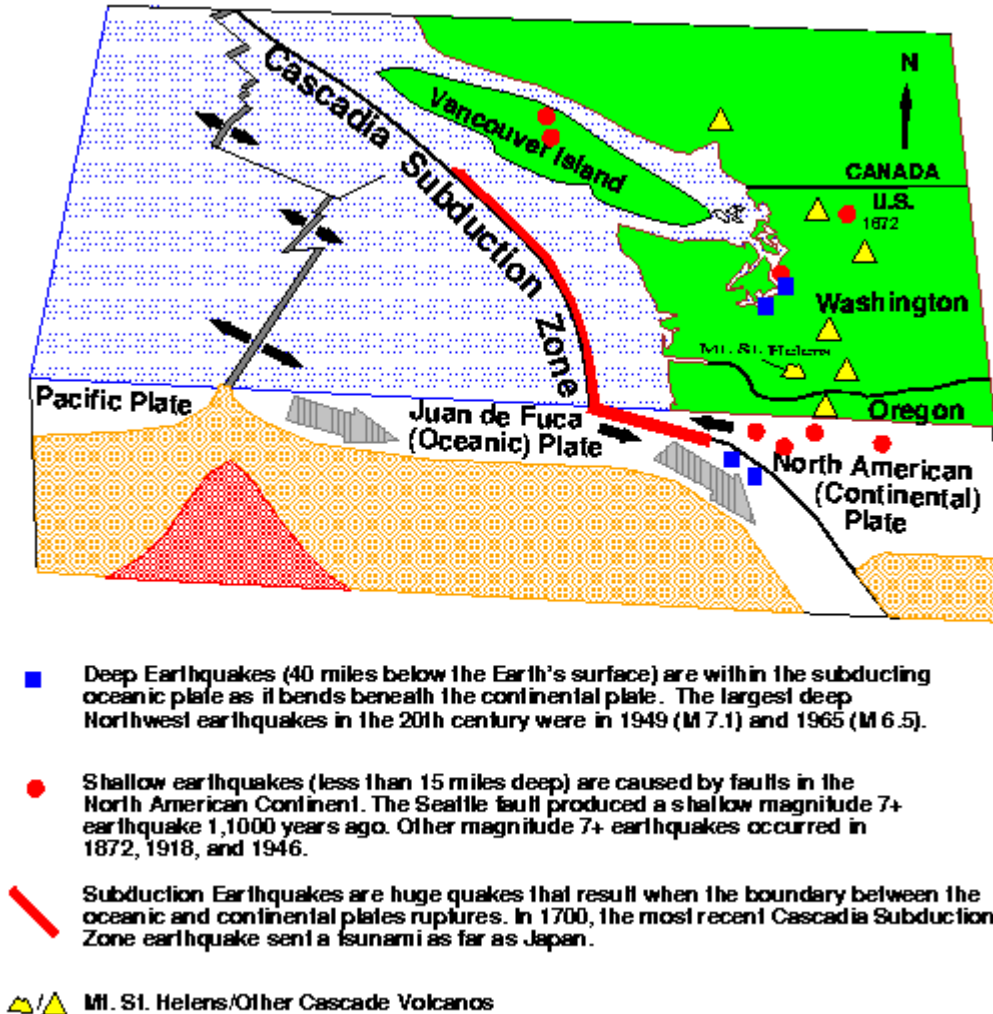 N
Cascadia Subduction Zone
Vancouver Island
CANADA
U.S.
1872
Washington
Mt. St. Helens
Oregon
Pacific Plate
Juan de Fuca
(Oceanic) Plate
North American
(Continental)
Plate
Deep Earthquakes (40 miles below the Earth's surface) are within the subducting
oceanic plate as it bends beneath the continental plate. The largest deep
Northwest earthquakes in the 20th century were in 1949 (M 7.1) and 1965 (M 6.5).
Shallow earthquakes (less than 15 miles deep) are caused by faults in the
North American Continent. The Seattle fault produced a shallow magnitude 7+
earthquake 1,1000 years ago. Other magnitude 7+ earthquakes occurred in
1872, 1918, and 1946.
Subduction Earthquakes are huge quakes that result when the boundary between the
oceanic and continental plates ruptures. In 1700, the most recent Cascadia Subduction
Zone earthquake sent a tsunami as far as Japan.
/ Mt. St. Helens/Other Cascade Volcanos